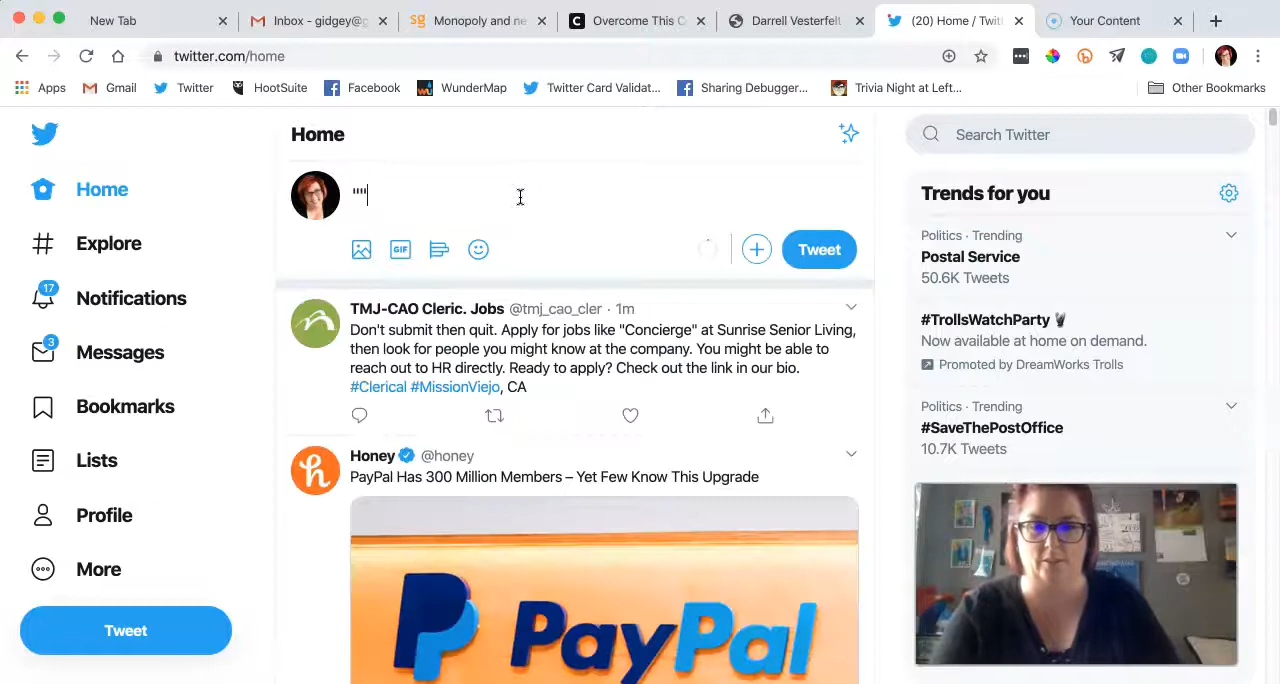 New Tab
Inbox - gidgey@g
Monopoly and ne
Overcome This C
Darrell Vesterfelt
(20) Home / Twit
Your Content
twitter.com/home
Apps
Gmail
Twitter
HootSuite
Facebook
WunderMap
Twitter Card Validat...
Sharing Debugger...
Trivia Night at Left...
Other Bookmarks
Home
Explore
17
Notifications
3
Messages
Bookmarks
Lists
Profile
More
Tweet
Home
""
GIF
Tweet
TMJ-CAO Cleric. Jobs @tmj_cao_cler · 1m
Don't submit then quit. Apply for jobs like "Concierge" at Sunrise Senior Living,
then look for people you might know at the company. You might be able to
reach out to HR directly. Ready to apply? Check out the link in our bio.
#Clerical #MissionViejo, CA
Honey @honey
PayPal Has 300 Million Members – Yet Few Know This Upgrade
PayPal
Search Twitter
Trends for you
Politics · Trending
Postal Service
50.6K Tweets
#TrollsWatchParty
Now available at home on demand.
Promoted by DreamWorks Trolls
Politics · Trending
#SaveThePostOffice
10.7K Tweets